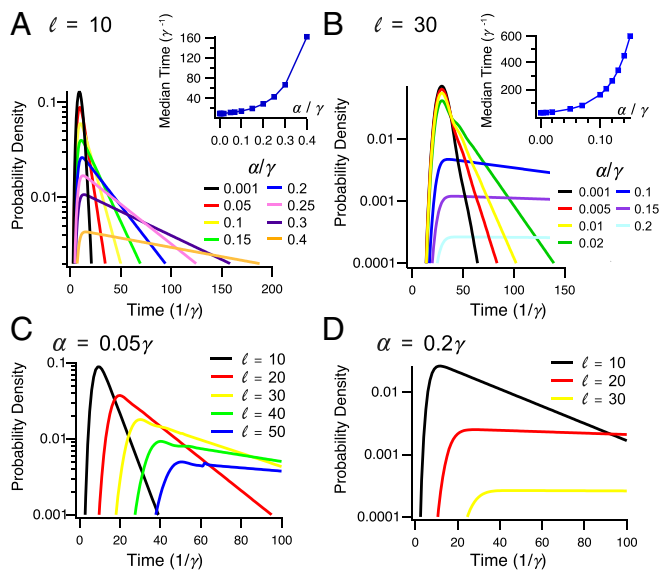 A
ℓ = 10
Median Time (γ⁻¹)
160
120
80
40
0.0
0.1
0.2
0.3
0.4
α / γ
Probability Density
0.1
0.01
α/γ
0.001
0.05
0.1
0.15
0.2
0.25
0.3
0.4
0
50
100
150
200
Time (1/γ)
B
ℓ = 30
Median Time (γ⁻¹)
600
400
200
0.00
0.10
α / γ
Probability Density
0.01
0.001
0.0001
α/γ
0.001
0.005
0.01
0.02
0.1
0.15
0.2
0
50
100
150
Time (1/γ)
C
α = 0.05γ
Probability Density
0.1
0.01
0.001
ℓ = 10
ℓ = 20
ℓ = 30
ℓ = 40
ℓ = 50
0
20
40
60
80
100
Time (1/γ)
D
α = 0.2γ
Probability Density
0.01
0.001
0.0001
ℓ = 10
ℓ = 20
ℓ = 30
0
20
40
60
80
100
Time (1/γ)